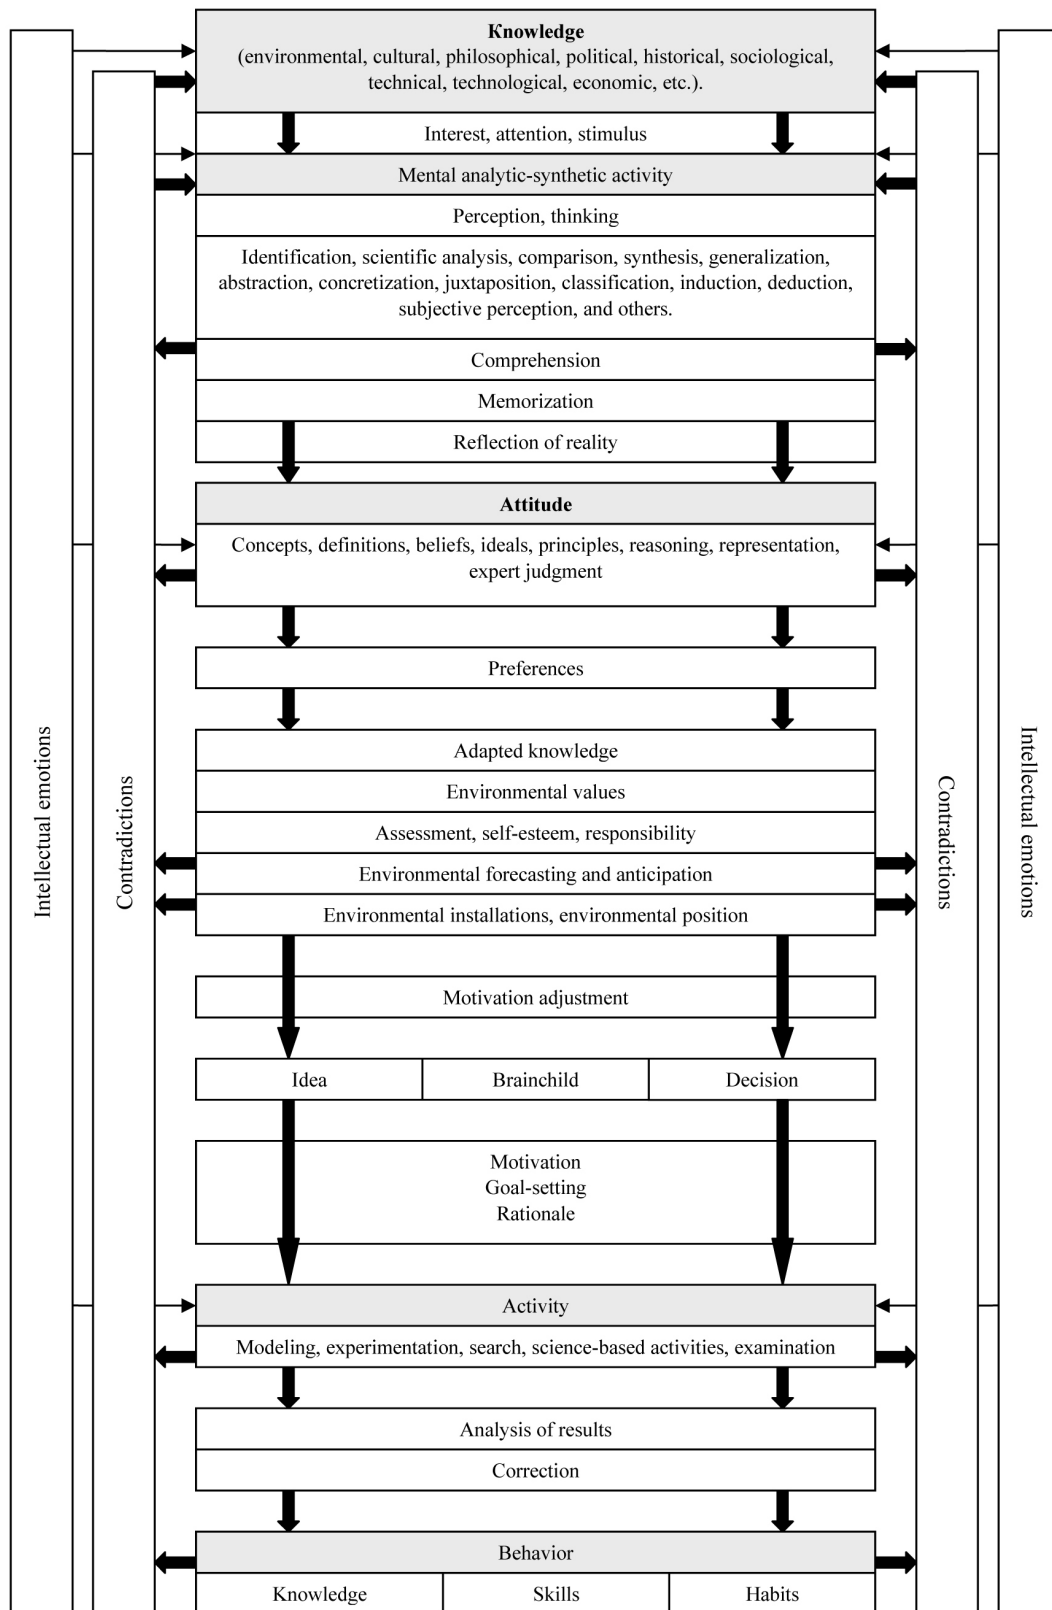 Knowledge
(environmental, cultural, philosophical, political, historical, sociological,
technical, technological, economic, etc.).
Interest, attention, stimulus
Mental analytic-synthetic activity
Perception, thinking
Identification, scientific analysis, comparison, synthesis, generalization,
abstraction, concretization, juxtaposition, classification, induction, deduction,
subjective perception, and others.
Comprehension
Memorization
Reflection of reality
Attitude
Concepts, definitions, beliefs, ideals, principles, reasoning, representation,
expert judgment
Preferences
Adapted knowledge
Environmental values
Assessment, self-esteem, responsibility
Environmental forecasting and anticipation
Environmental installations, environmental position
Motivation adjustment
Idea
Brainchild
Decision
Motivation
Goal-setting
Rationale
Activity
Modeling, experimentation, search, science-based activities, examination
Analysis of results
Correction
Behavior
Knowledge
Skills
Habits
Intellectual emotions
Contradictions
Contradictions
Intellectual emotions